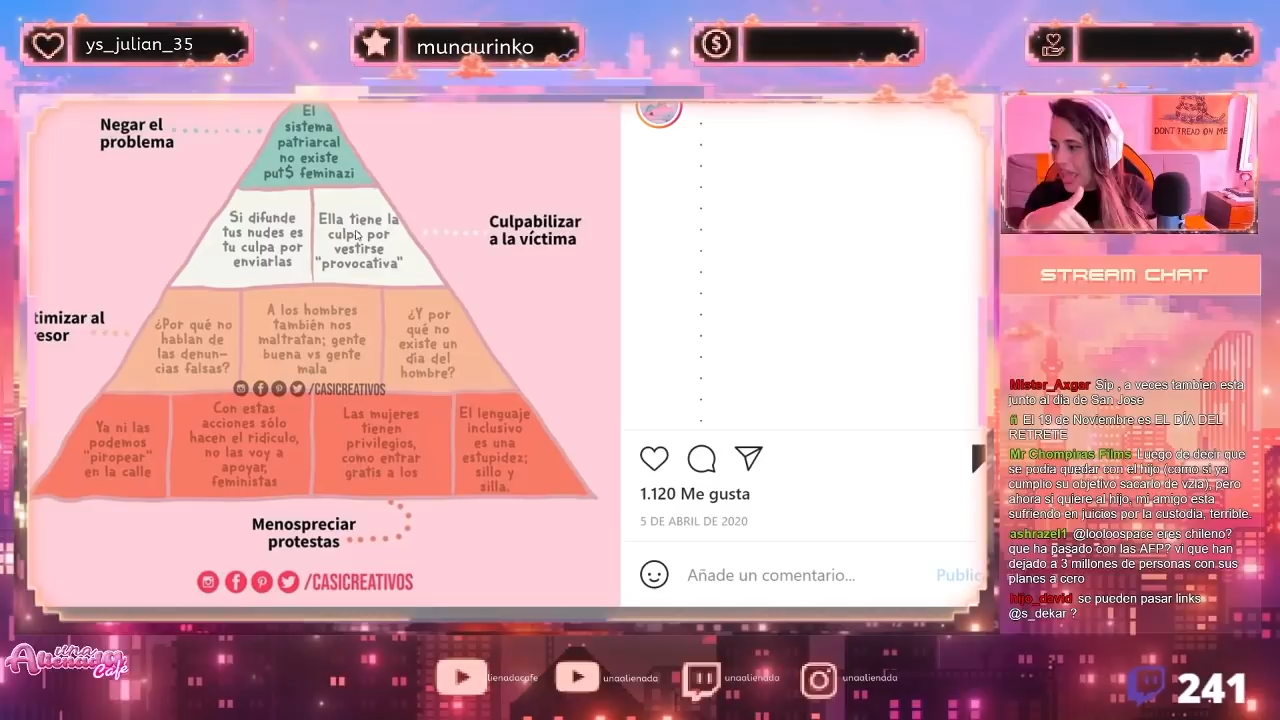 ys_julian_35
munaurinko
Negar el
problema
El
sistema
patriarcal
no existe
put$ feminazi
Si difunde
tus nudes es
tu culpa por
enviarlas
Ella tiene la
culpa por
vestirse
"provocativa"
Culpabilizar
a la víctima
timizar al
resor
¿Por qué no
hablan de
las denun-
cias falsas?
A los hombres
también nos
maltratan; gente
buena vs gente
mala
¿Y por
qué no
existe un
día del
hombre?
/CASICREATIVOS
Ya ni las
podemos
"piropear"
en la calle
Con estas
acciones sólo
hacen el ridículo,
no las voy a
apoyar,
feministas
Las mujeres
tienen
privilegios,
como entrar
gratis a los
El lenguaje
inclusivo
es una
estupidez;
sillo y
silla.
Menospreciar
protestas
/CASICREATIVOS
1.120 Me gusta
5 DE ABRIL DE 2020
Añade un comentario...
Public
DONT TREAD ON ME
STREAM CHAT
Mister_Axgar Sip , a veces tambien esta
junto al dia de San Jose
ñ El 19 de Noviembre es EL DÍA DEL
RETRETE
Mr Chompiras Films Luego de decir que
se podía quedar con el hijo (como si ya
cumplio su objetivo sacarlo de vzla), pero
ahora si quiere al hijo, mi amigo esta
sufriendo en juicios por la custodia, terrible.
ashrazel1 @looloospace eres chileno?
que ha pasado con las AFP? vi que han
dejado a 3 millones de personas con sus
planes a cero
hijo_david se pueden pasar links
@s_dekar ?
una
Alienada
Café
lienadacafe
unaalienada
unaalienada
unaalienada
241